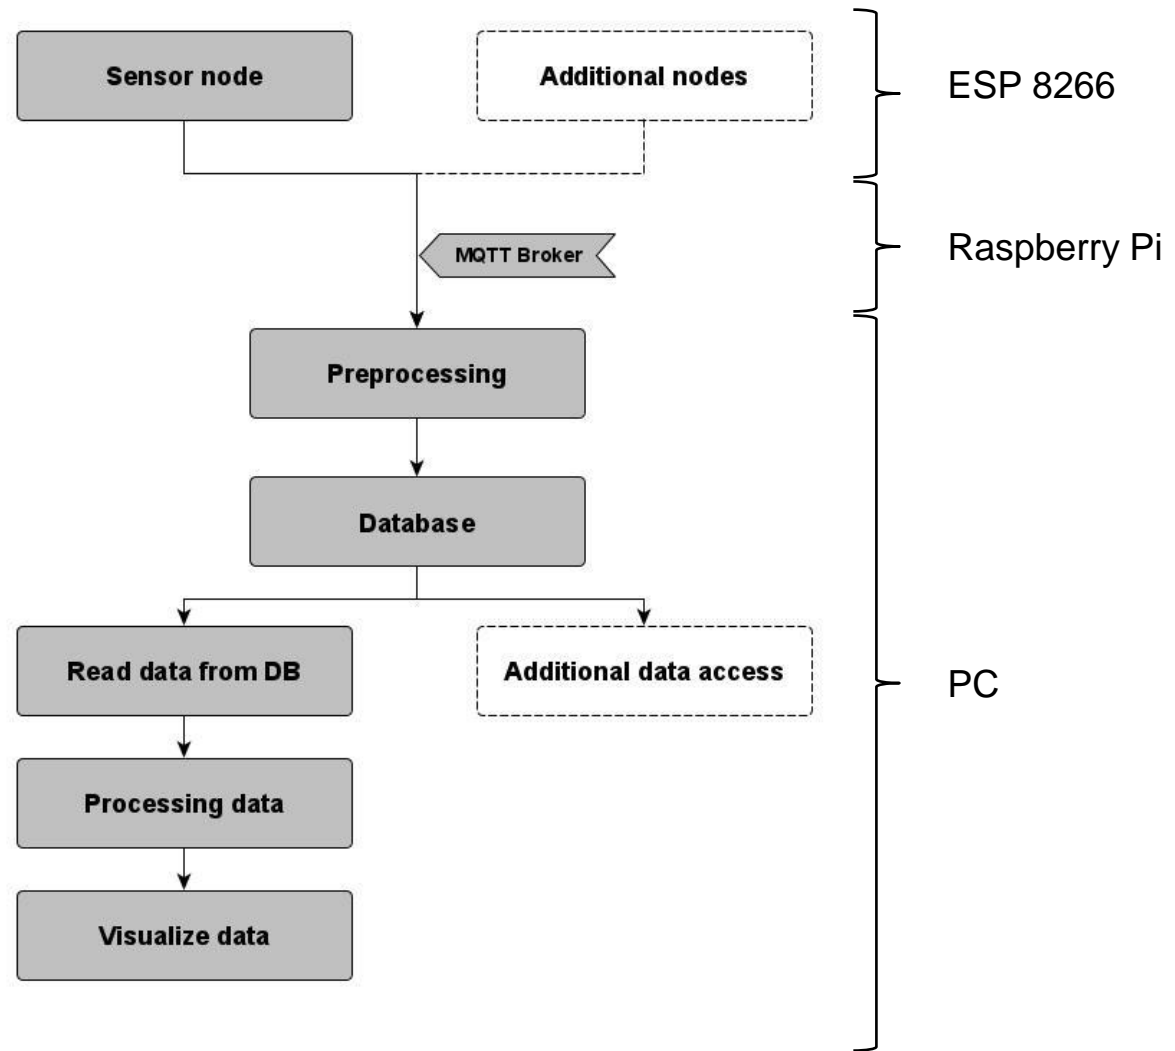 Sensor node
Additional nodes
ESP 8266
MQTT Broker
Raspberry Pi
Preprocessing
Database
Read data from DB
Additional data access
PC
Processing data
Visualize data